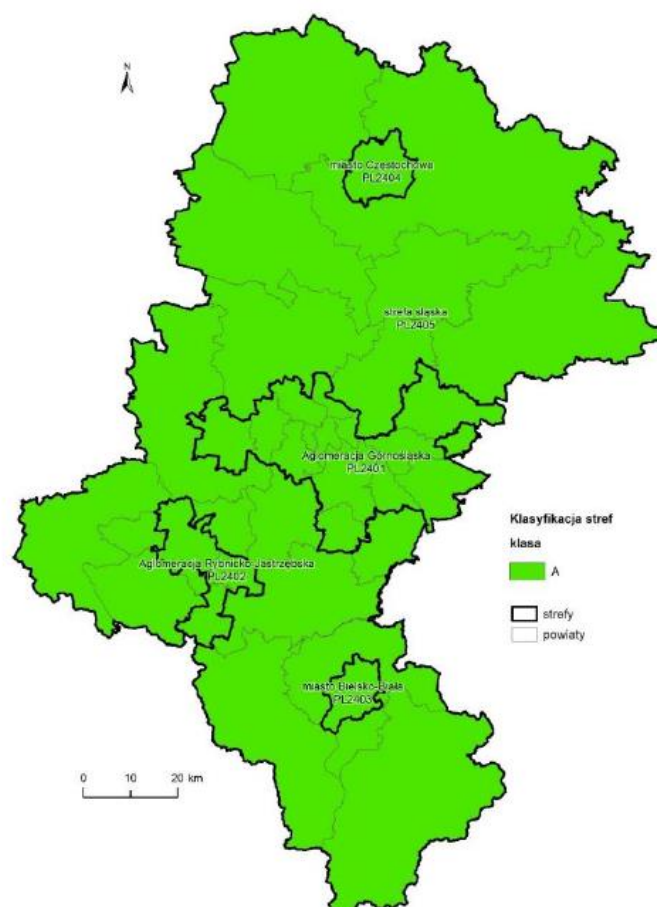 N
miasto Częstochowa
PL2404
strefa śląska
PL2405
Aglomeracja Górnośląska
PL2401
Klasyfikacja stref
klasa
A
strefy
powiaty
Aglomeracja Rybnicko-Jastrzębska
PL2402
miasto Bielsko-Biała
PL2403
0 10 20 km